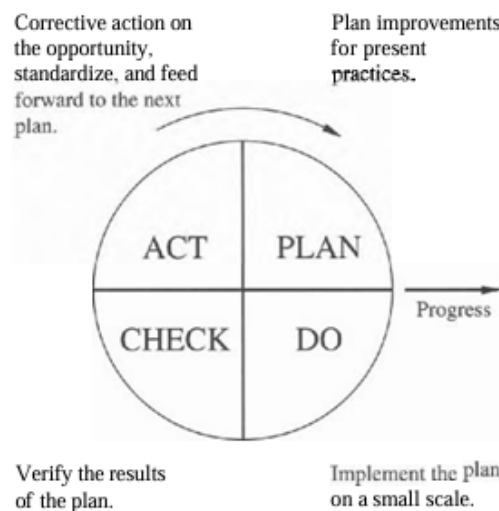 Corrective action on
the opportunity,
standardize, and feed
forward to the next
plan.
Plan improvements
for present
practices.
ACT
PLAN
Progress
CHECK
DO
Verify the results
of the plan.
Implement the plan
on a small scale.